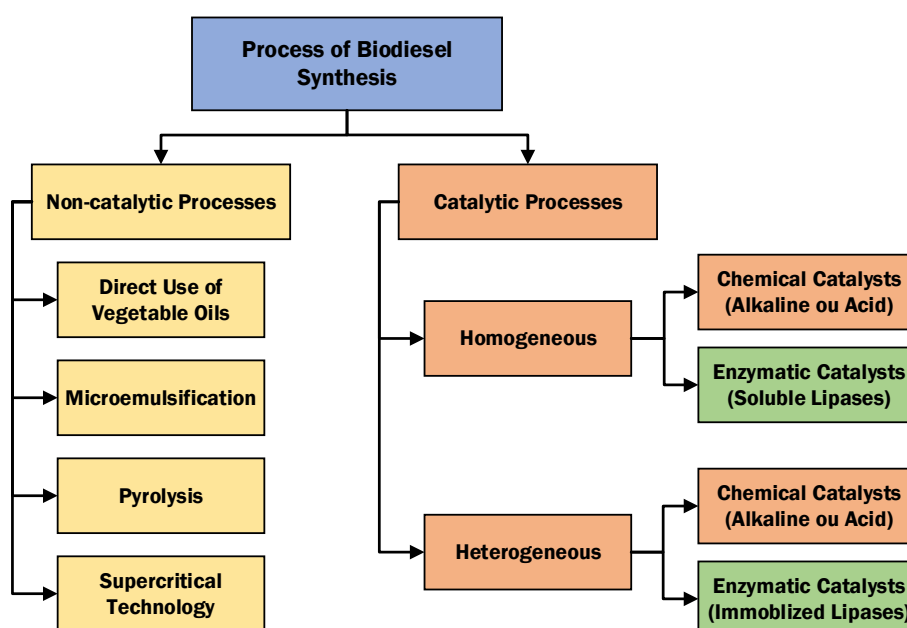 Process of Biodiesel
Synthesis
Non-catalytic Processes
Catalytic Processes
Direct Use of
Vegetable Oils
Microemulsification
Pyrolysis
Supercritical
Technology
Homogeneous
Chemical Catalysts
(Alkaline ou Acid)
Enzymatic Catalysts
(Soluble Lipases)
Heterogeneous
Chemical Catalysts
(Alkaline ou Acid)
Enzymatic Catalysts
(Immoblized Lipases)